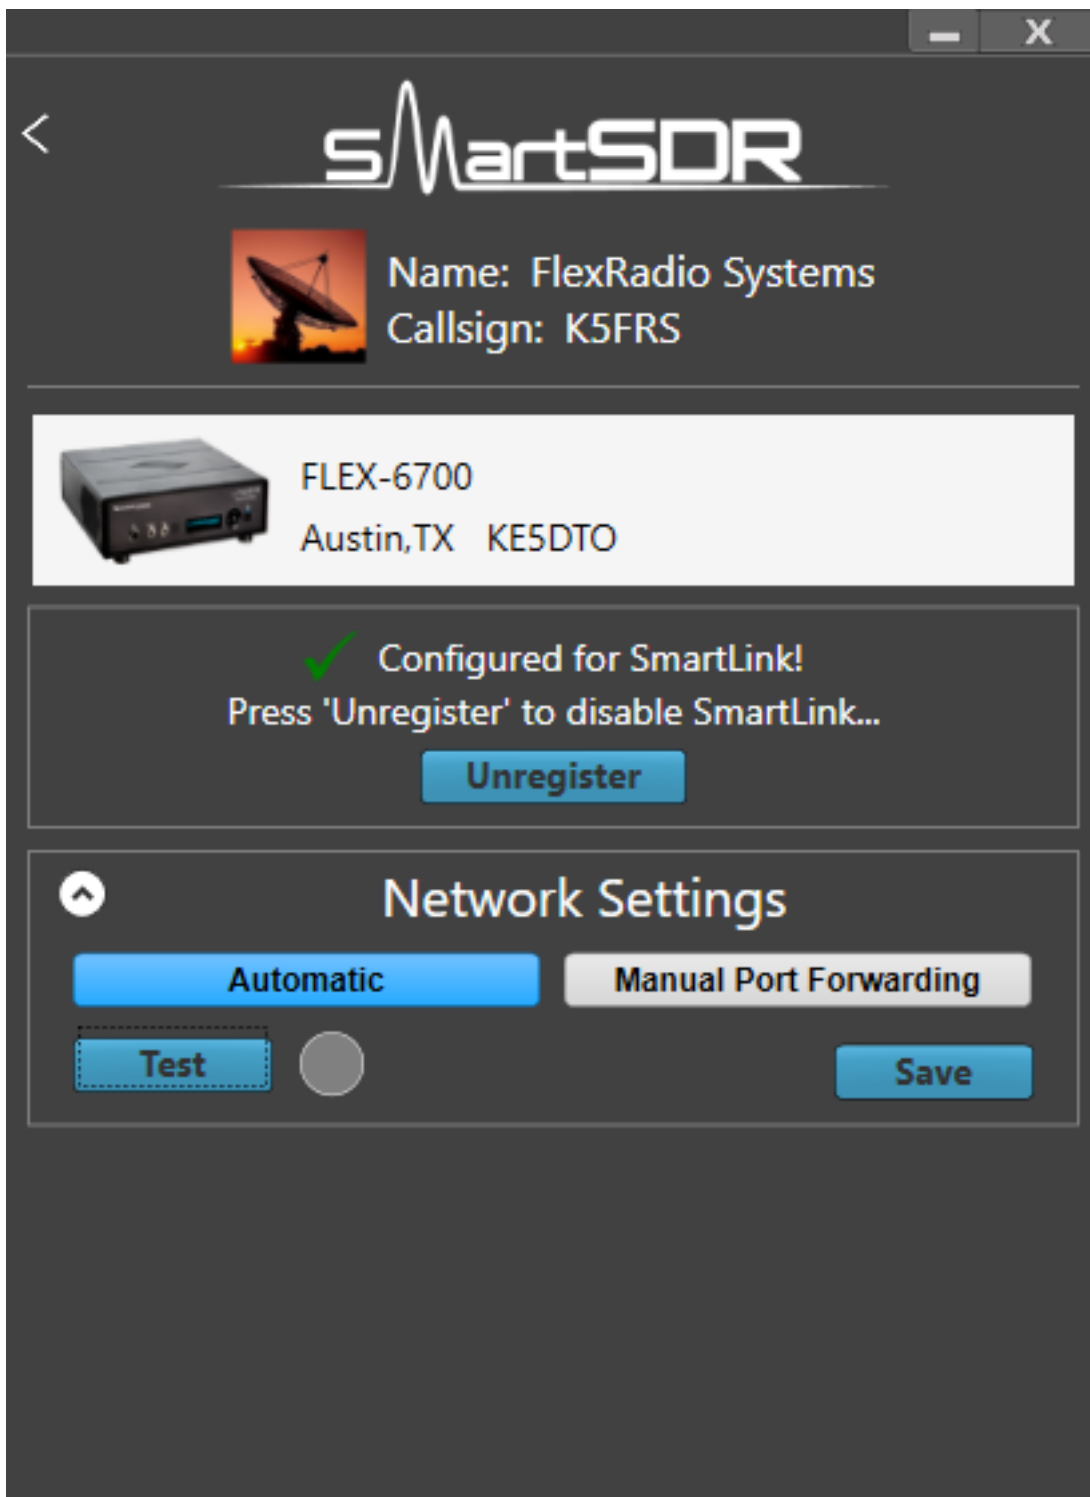 X
<
smartSDR
Name: FlexRadio Systems
Callsign: K5FRS
FLEX-6700
Austin,TX KE5DTO
Configured for SmartLink!
Press 'Unregister' to disable SmartLink...
Unregister
Network Settings
Automatic
Manual Port Forwarding
Test
Save